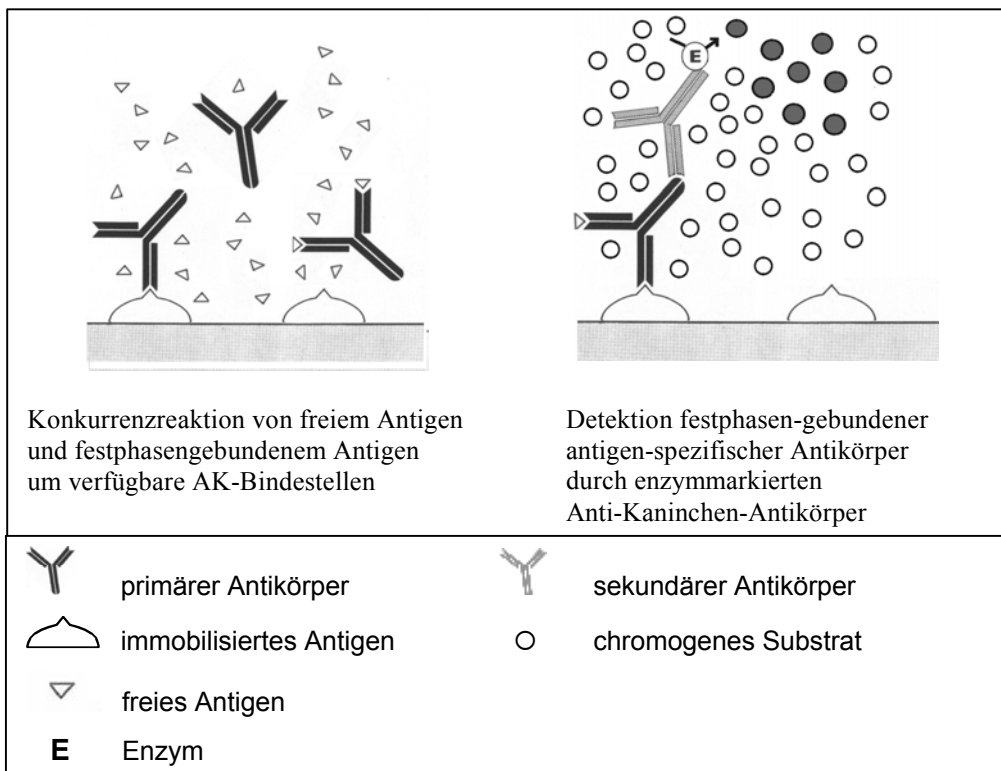 E
Konkurrenzreaktion von freiem Antigen
und festphasengebundenem Antigen
um verfügbare AK-Bindestellen
Detektion festphasen-gebundener
antigen-spezifischer Antikörper
durch enzymmarkierten
Anti-Kaninchen-Antikörper
primärer Antikörper
sekundärer Antikörper
immobilisiertes Antigen
chromogenes Substrat
freies Antigen
E Enzym